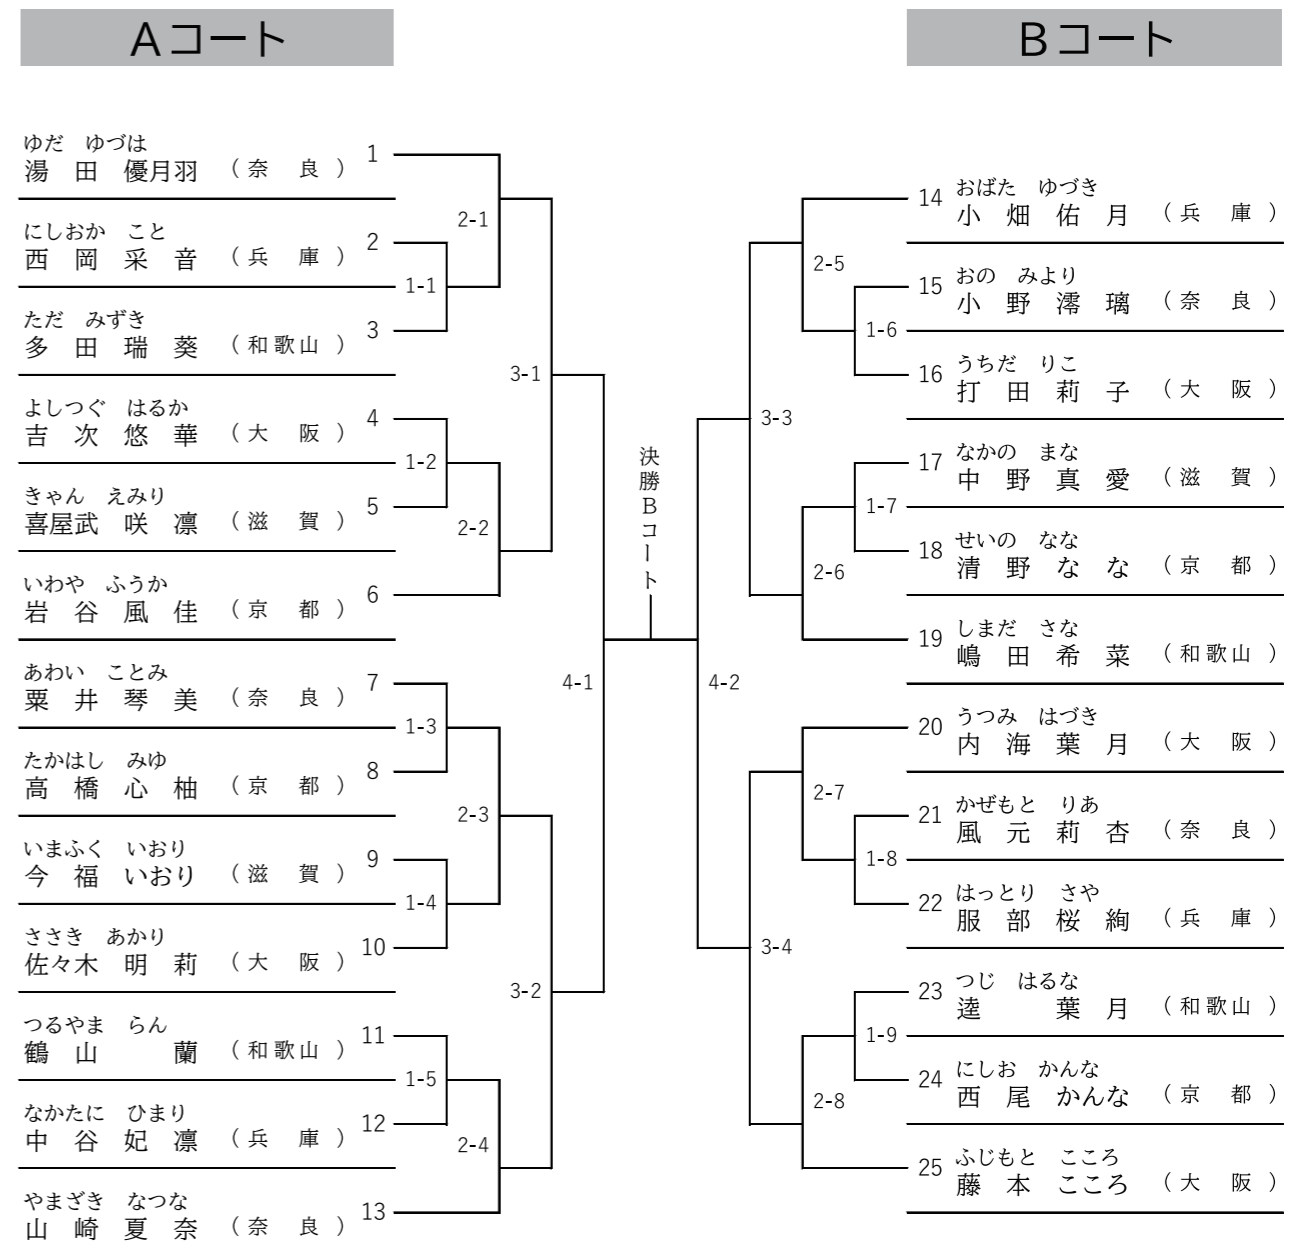 Aコート
Bコート
ゆだ ゆづは
湯田 優月羽 （奈良） 1
にしおか こと
西岡采音 （兵庫） 2
ただ みずき
多田瑞葵 （和歌山） 3
よしつぐ はるか
吉次悠華 （大阪） 4
きゃん えみり
喜屋武咲凛 （滋賀） 5
いわや ふうか
岩谷風佳 （京都） 6
あわい ことみ
粟井琴美 （奈良） 7
たかはし みゆ
高橋心柚 （京都） 8
いまふく いおり
今福いおり （滋賀） 9
ささき あかり
佐々木明莉 （大阪） 10
つるやま らん
鶴山蘭 （和歌山） 11
なかたに ひまり
中谷妃凛 （兵庫） 12
やまざき なつな
山崎夏奈 （奈良） 13
1-1
1-2
1-3
1-4
1-5
2-1
2-2
2-3
2-4
3-1
3-2
4-1
決勝Bコート
4-2
3-3
3-4
2-5
2-6
2-7
2-8
1-6
1-7
1-8
1-9
おばた ゆづき
14 小畑佑月 （兵庫）
おの みより
15 小野澪璃 （奈良）
うちだ りこ
16 打田莉子 （大阪）
なかの まな
17 中野真愛 （滋賀）
せいの なな
18 清野なな （京都）
しまだ さな
19 嶋田希菜 （和歌山）
うつみ はづき
20 内海葉月 （大阪）
かぜもと りあ
21 風元莉杏 （奈良）
はっとり さや
22 服部桜絢 （兵庫）
つじ はるな
23 逵葉月 （和歌山）
にしお かんな
24 西尾かんな （京都）
ふじもと こころ
25 藤本こころ （大阪）